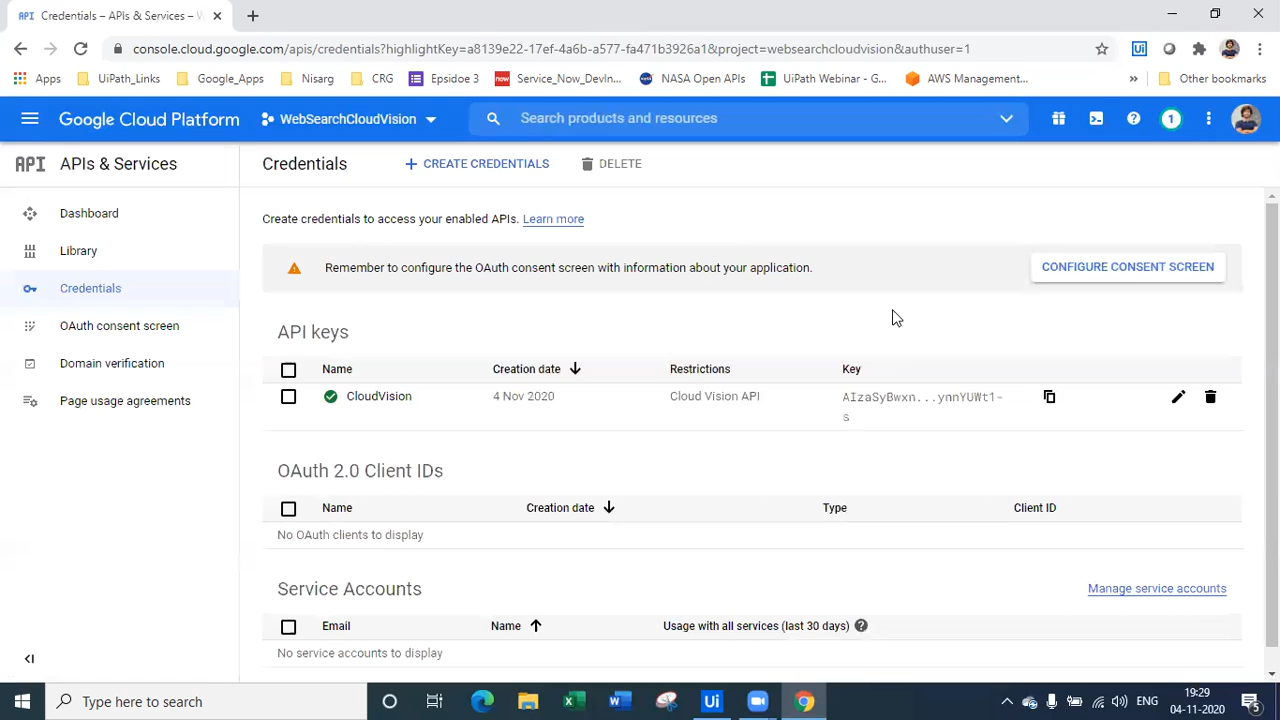 API Credentials – APIs & Services – W
console.cloud.google.com/apis/credentials?highlightKey=a8139e22-17ef-4a6b-a577-fa471b3926a1&project=websearchcloudvision&authuser=1
Apps UiPath_Links Google_Apps Nisarg CRG Epsidoe 3 Service_Now_DevIn... NASA Open APIs UiPath Webinar - G... AWS Management... » Other bookmarks
Google Cloud Platform WebSearchCloudVision Search products and resources 1
API APIs & Services
Credentials + CREATE CREDENTIALS DELETE
Dashboard
Library
Credentials
OAuth consent screen
Domain verification
Page usage agreements
Create credentials to access your enabled APIs. Learn more
Remember to configure the OAuth consent screen with information about your application. CONFIGURE CONSENT SCREEN
API keys
Name Creation date Restrictions Key
CloudVision 4 Nov 2020 Cloud Vision API AIzaSyBwxn...ynnYUWt1-
s
OAuth 2.0 Client IDs
Name Creation date Type Client ID
No OAuth clients to display
Service Accounts Manage service accounts
Email Name Usage with all services (last 30 days)
No service accounts to display
Type here to search
Ui
ENG
19:29
04-11-2020
5